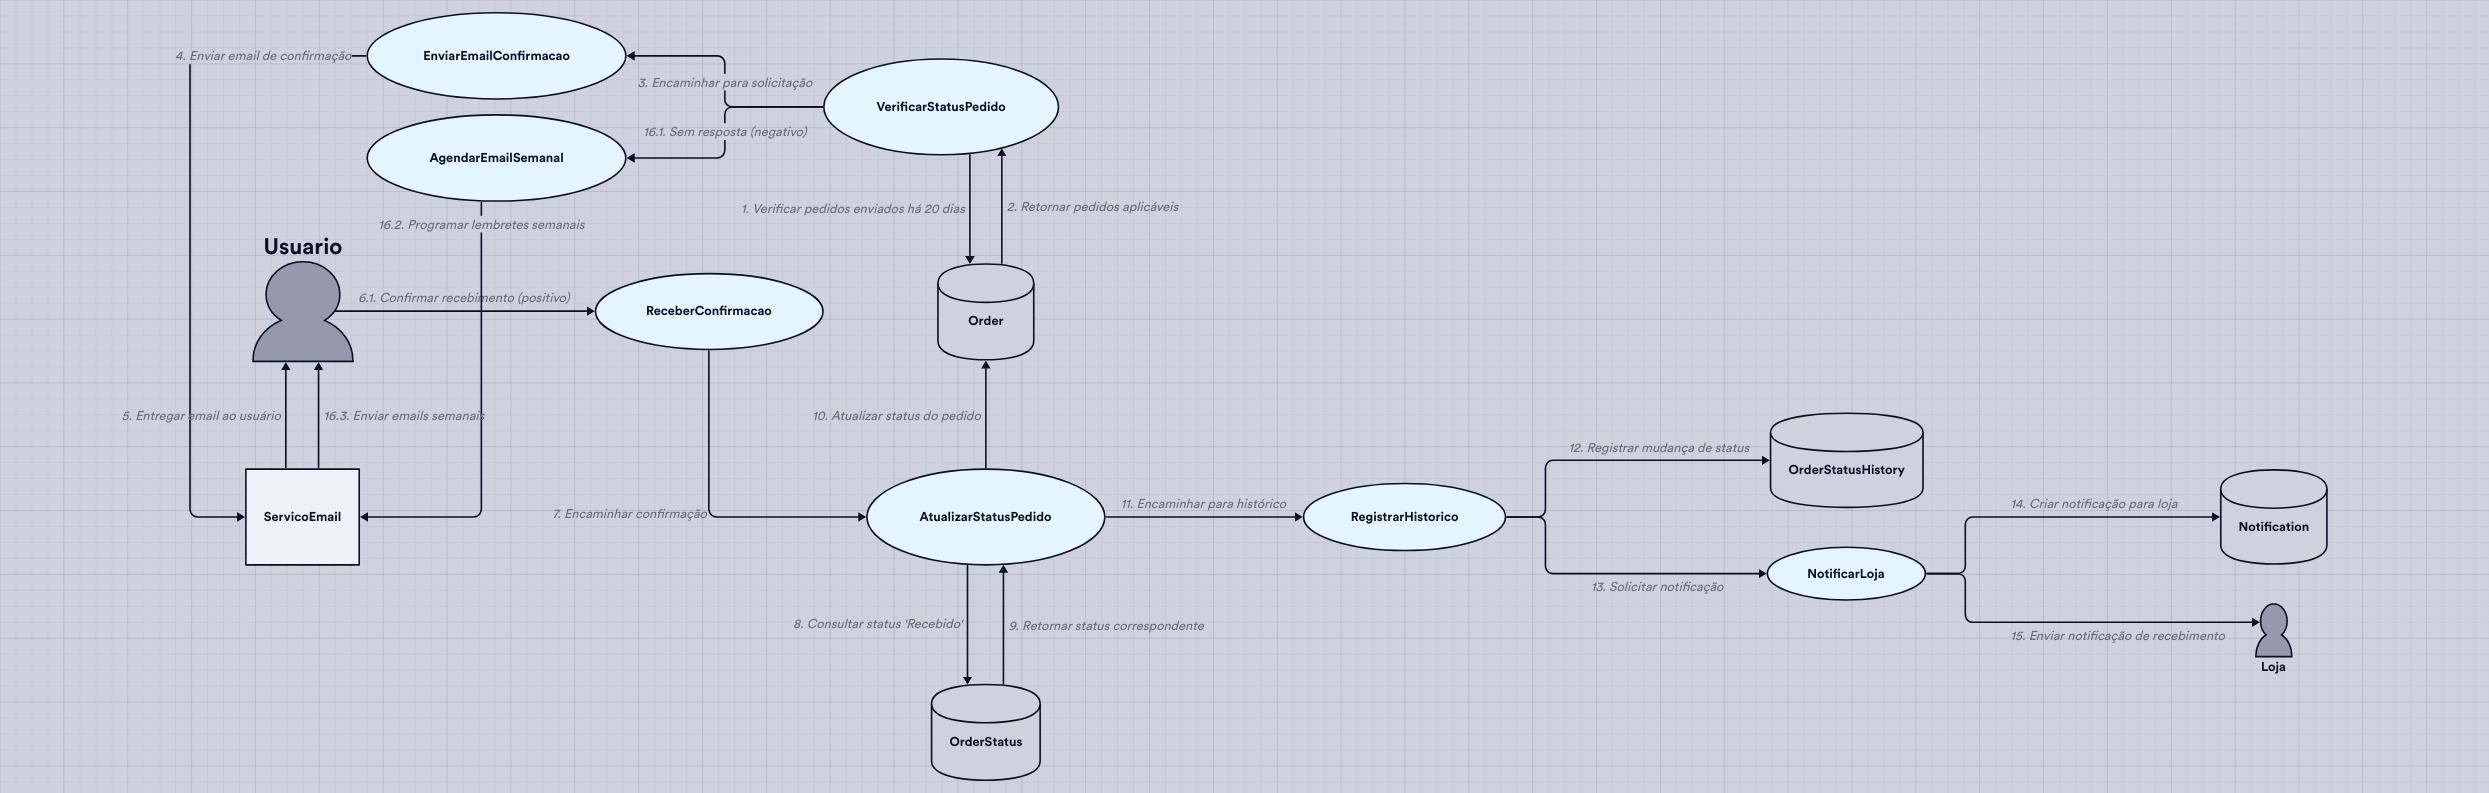 4. Enviar email de confirmação
EnviarEmailConfirmacao
3. Encaminhar para solicitação
VerificarStatusPedido
16.1. Sem resposta (negativo)
AgendarEmailSemanal
1. Verificar pedidos enviados há 20 dias
2. Retornar pedidos aplicáveis
16.2. Programar lembretes semanais
Usuario
6.1. Confirmar recebimento (positivo)
ReceberConfirmacao
Order
5. Entregar email ao usuário
16.3. Enviar emails semanais
10. Atualizar status do pedido
12. Registrar mudança de status
OrderStatusHistory
ServicoEmail
7. Encaminhar confirmação
AtualizarStatusPedido
11. Encaminhar para histórico
RegistrarHistorico
14. Criar notificação para loja
Notification
13. Solicitar notificação
NotificarLoja
8. Consultar status 'Recebido'
9. Retornar status correspondente
15. Enviar notificação de recebimento
Loja
OrderStatus